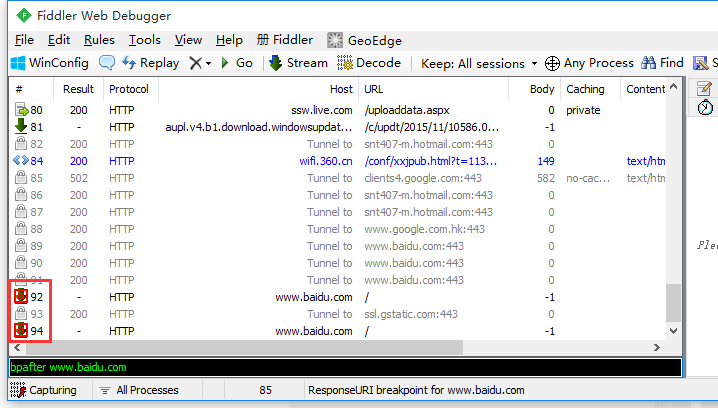 Fiddler Web Debugger
File Edit Rules Tools View Help 册 Fiddler GeoEdge
WinConfig Replay Go Stream Decode Keep: All sessions Any Process Find S
# Result Protocol Host URL Body Caching Content
80 200 HTTP ssw.live.com /uploaddata.aspx 0 private
81 - HTTP aupl.v4.b1.download.windowsupdat... /c/updt/2015/11/10586.0... -1
82 200 HTTP Tunnel to snt407-m.hotmail.com:443 0
84 200 HTTP wifi.360.cn /conf/xxjpub.html?t=113... 149 text/htm
85 502 HTTP Tunnel to clients4.google.com:443 582 no-cac... text/htm
86 200 HTTP Tunnel to snt407-m.hotmail.com:443 0
87 200 HTTP Tunnel to snt407-m.hotmail.com:443 0
88 200 HTTP Tunnel to www.google.com.hk:443 0
89 200 HTTP Tunnel to www.baidu.com:443 0
90 200 HTTP Tunnel to www.baidu.com:443 0
91 200 HTTP Tunnel to www.baidu.com:443 0
92 - HTTP www.baidu.com / -1
93 200 HTTP Tunnel to ssl.gstatic.com:443 0
94 - HTTP www.baidu.com / -1
Plea
bpafter www.baidu.com
Capturing All Processes 85 ResponseURI breakpoint for www.baidu.com